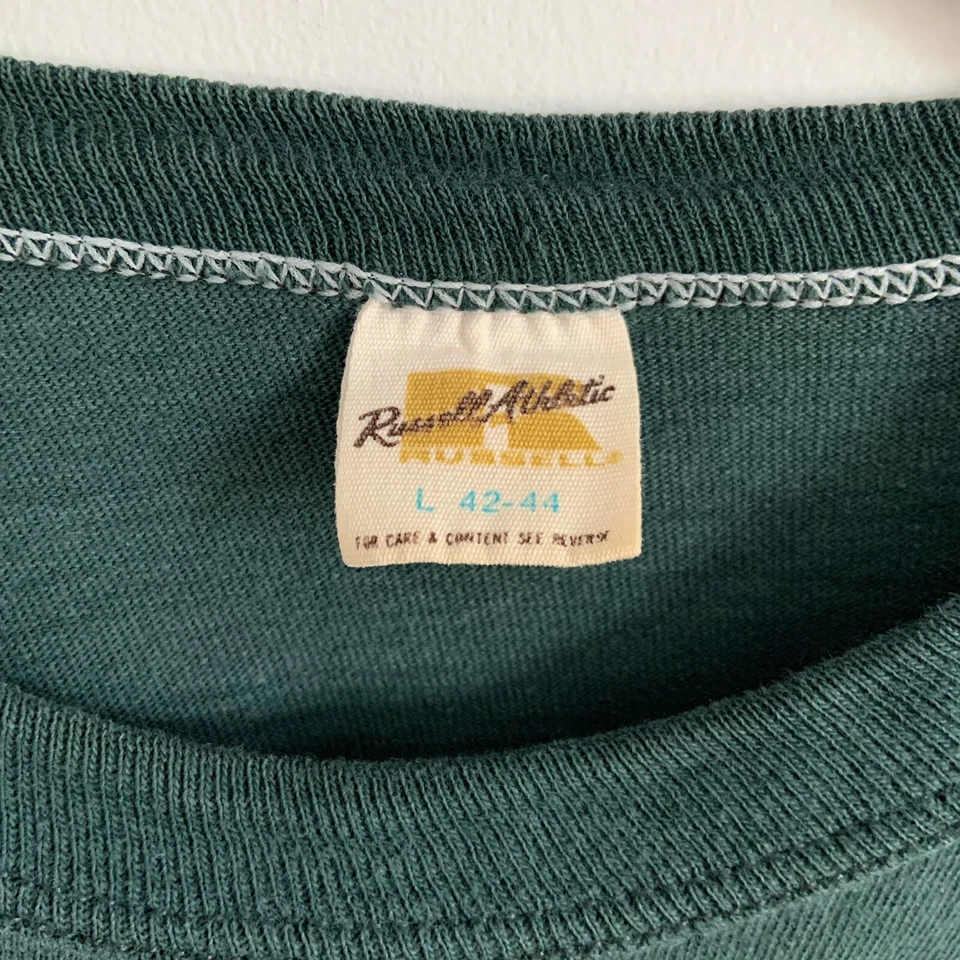 Russell Athletic
RUSSELL
L 42-44
FOR CARE & CONTENT SEE REVERSE